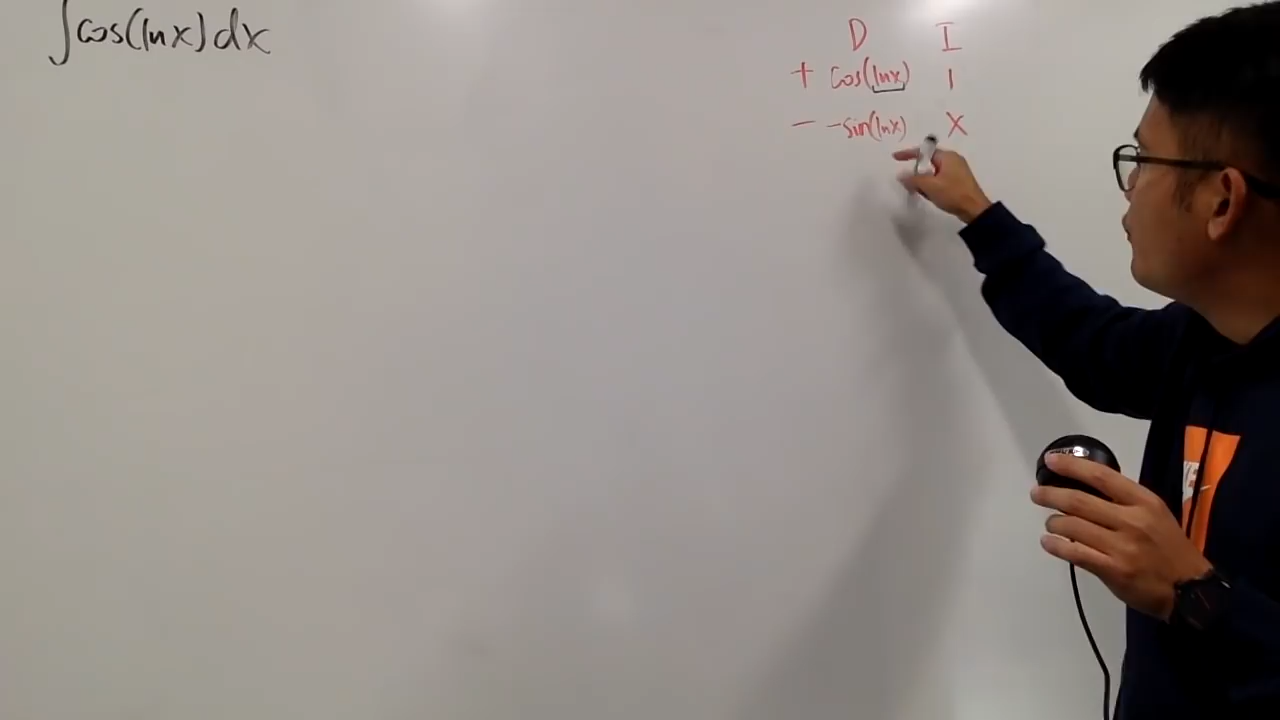 ∫cos(lnx)dx
D I
+ cos(lnx) 1
- -sin(lnx) x